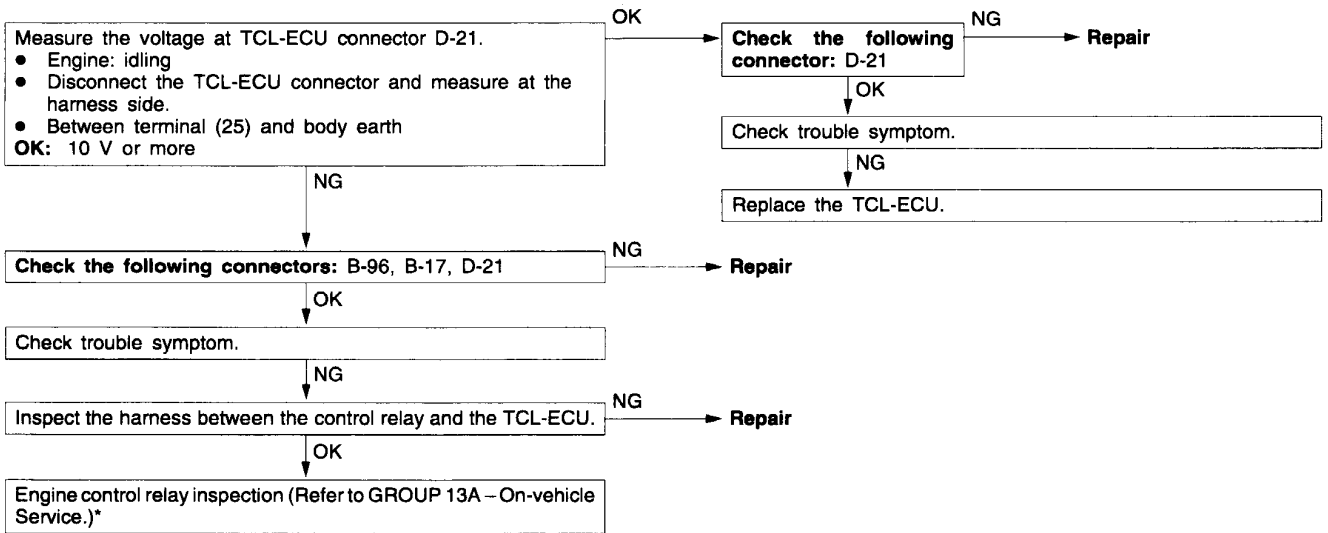 Measure the voltage at TCL-ECU connector D-21.
● Engine: idling
● Disconnect the TCL-ECU connector and measure at the
harness side.
● Between terminal (25) and body earth
OK: 10 V or more
OK
Check the following
connector: D-21
NG
Repair
OK
Check trouble symptom.
NG
Replace the TCL-ECU.
NG
Check the following connectors: B-96, B-17, D-21
NG
Repair
OK
Check trouble symptom.
NG
Inspect the harness between the control relay and the TCL-ECU.
NG
Repair
OK
Engine control relay inspection (Refer to GROUP 13A – On-vehicle
Service.)*